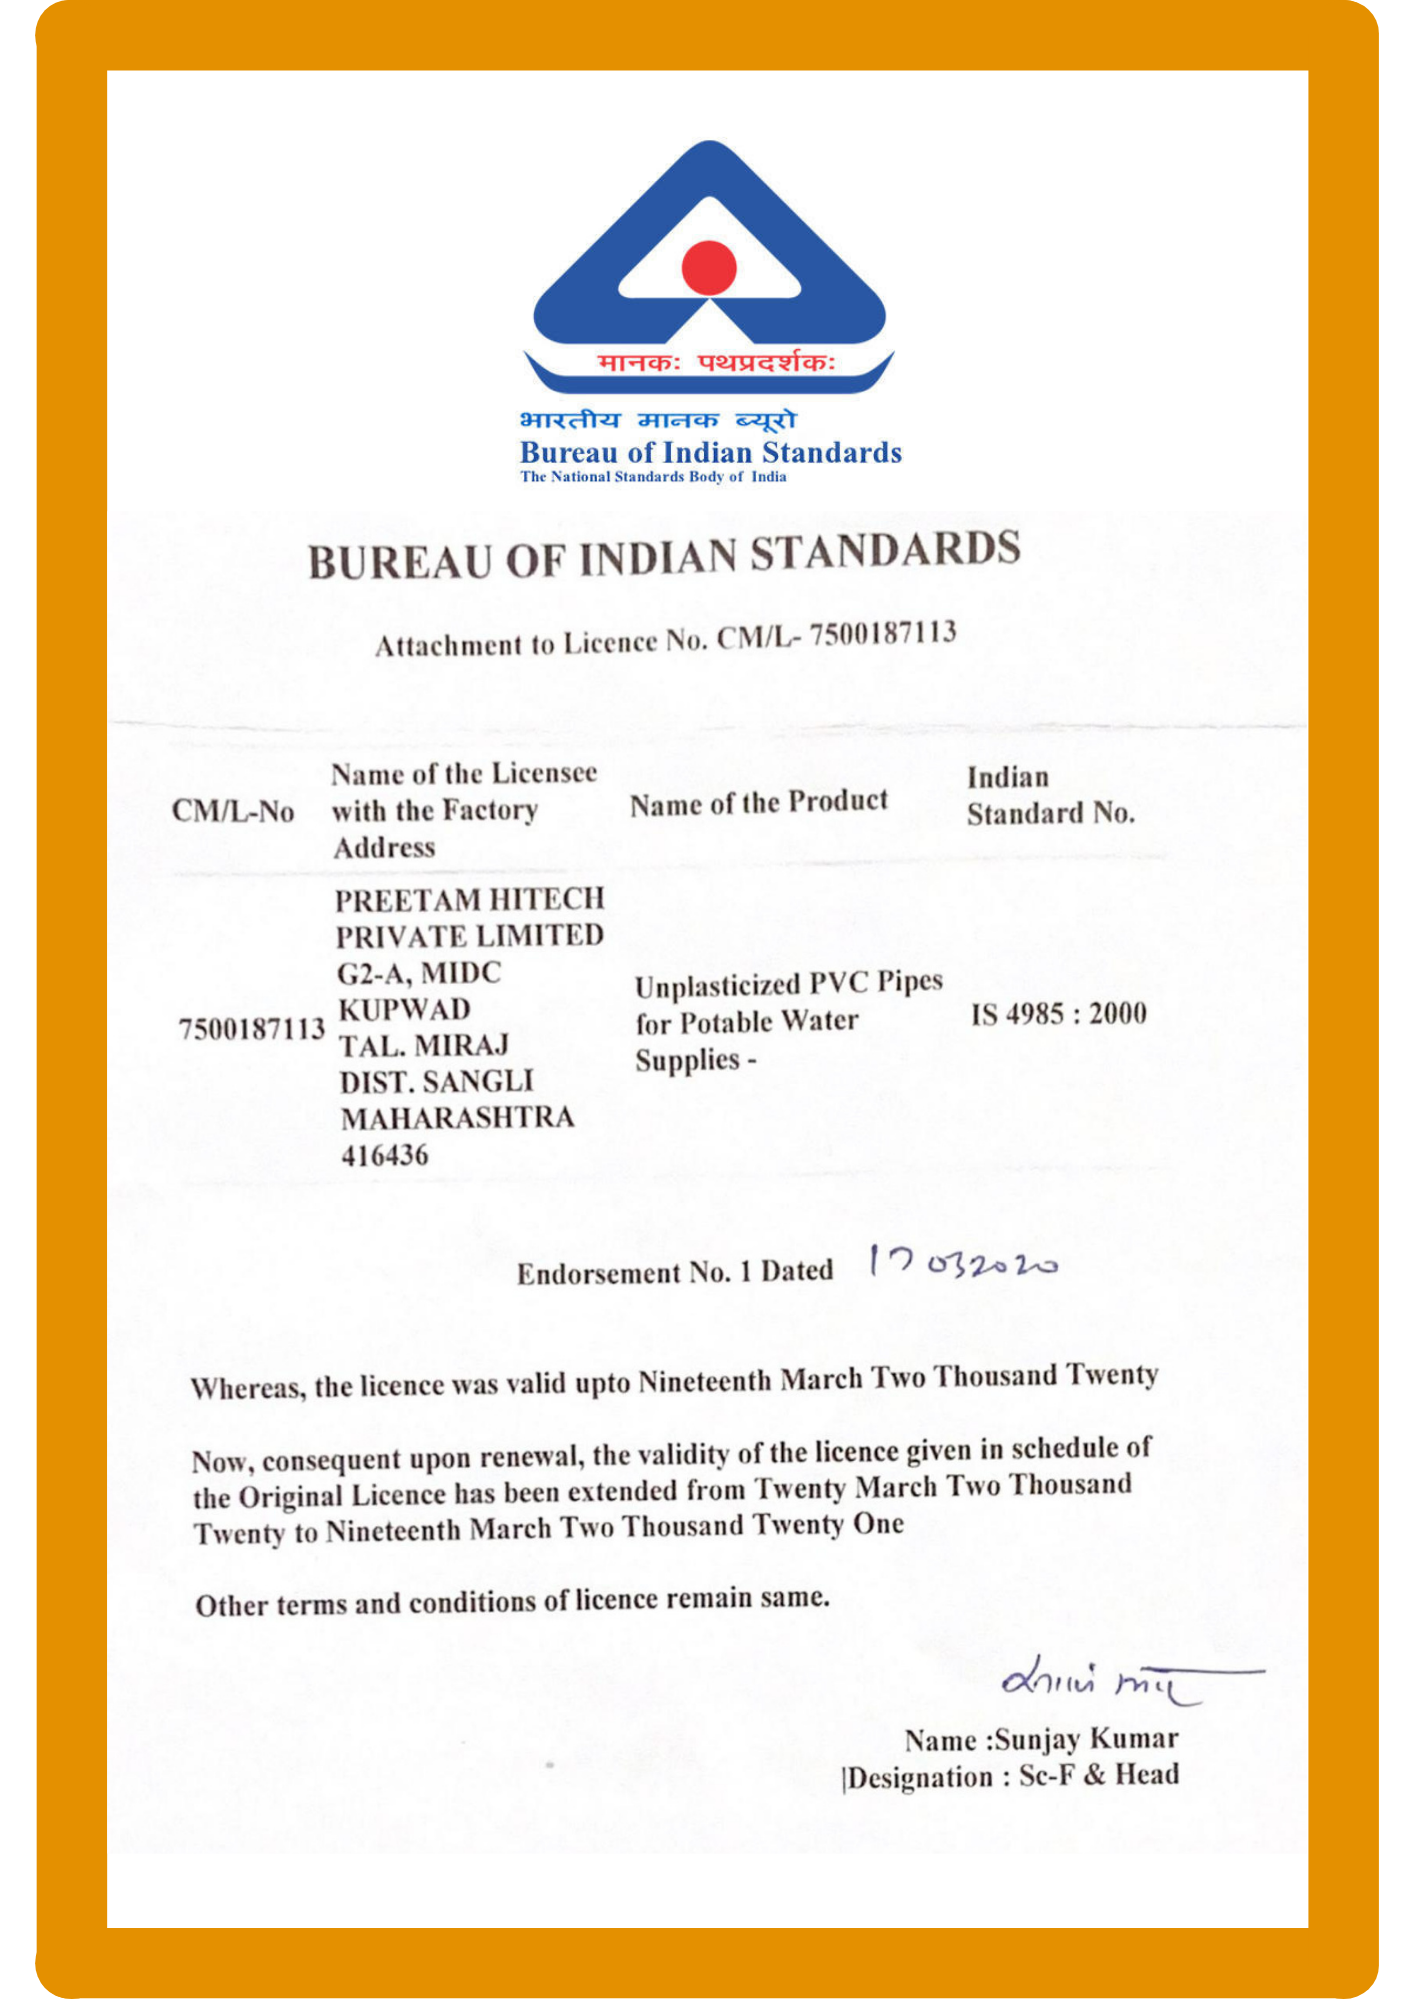 मानकः पथप्रदर्शकः
भारतीय मानक ब्यूरो
Bureau of Indian Standards
The National Standards Body of India
BUREAU OF INDIAN STANDARDS
Attachment to Licence No. CM/L- 7500187113
CM/L-No
Name of the Licensee
with the Factory
Address
Name of the Product
Indian
Standard No.
7500187113
PREETAM HITECH
PRIVATE LIMITED
G2-A, MIDC
KUPWAD
TAL. MIRAJ
DIST. SANGLI
MAHARASHTRA
416436
Unplasticized PVC Pipes
for Potable Water
Supplies -
IS 4985 : 2000
Endorsement No. 1 Dated 17 03 2020
Whereas, the licence was valid upto Nineteenth March Two Thousand Twenty
Now, consequent upon renewal, the validity of the licence given in schedule of
the Original Licence has been extended from Twenty March Two Thousand
Twenty to Nineteenth March Two Thousand Twenty One
Other terms and conditions of licence remain same.
Name :Sunjay Kumar
|Designation : Sc-F & Head